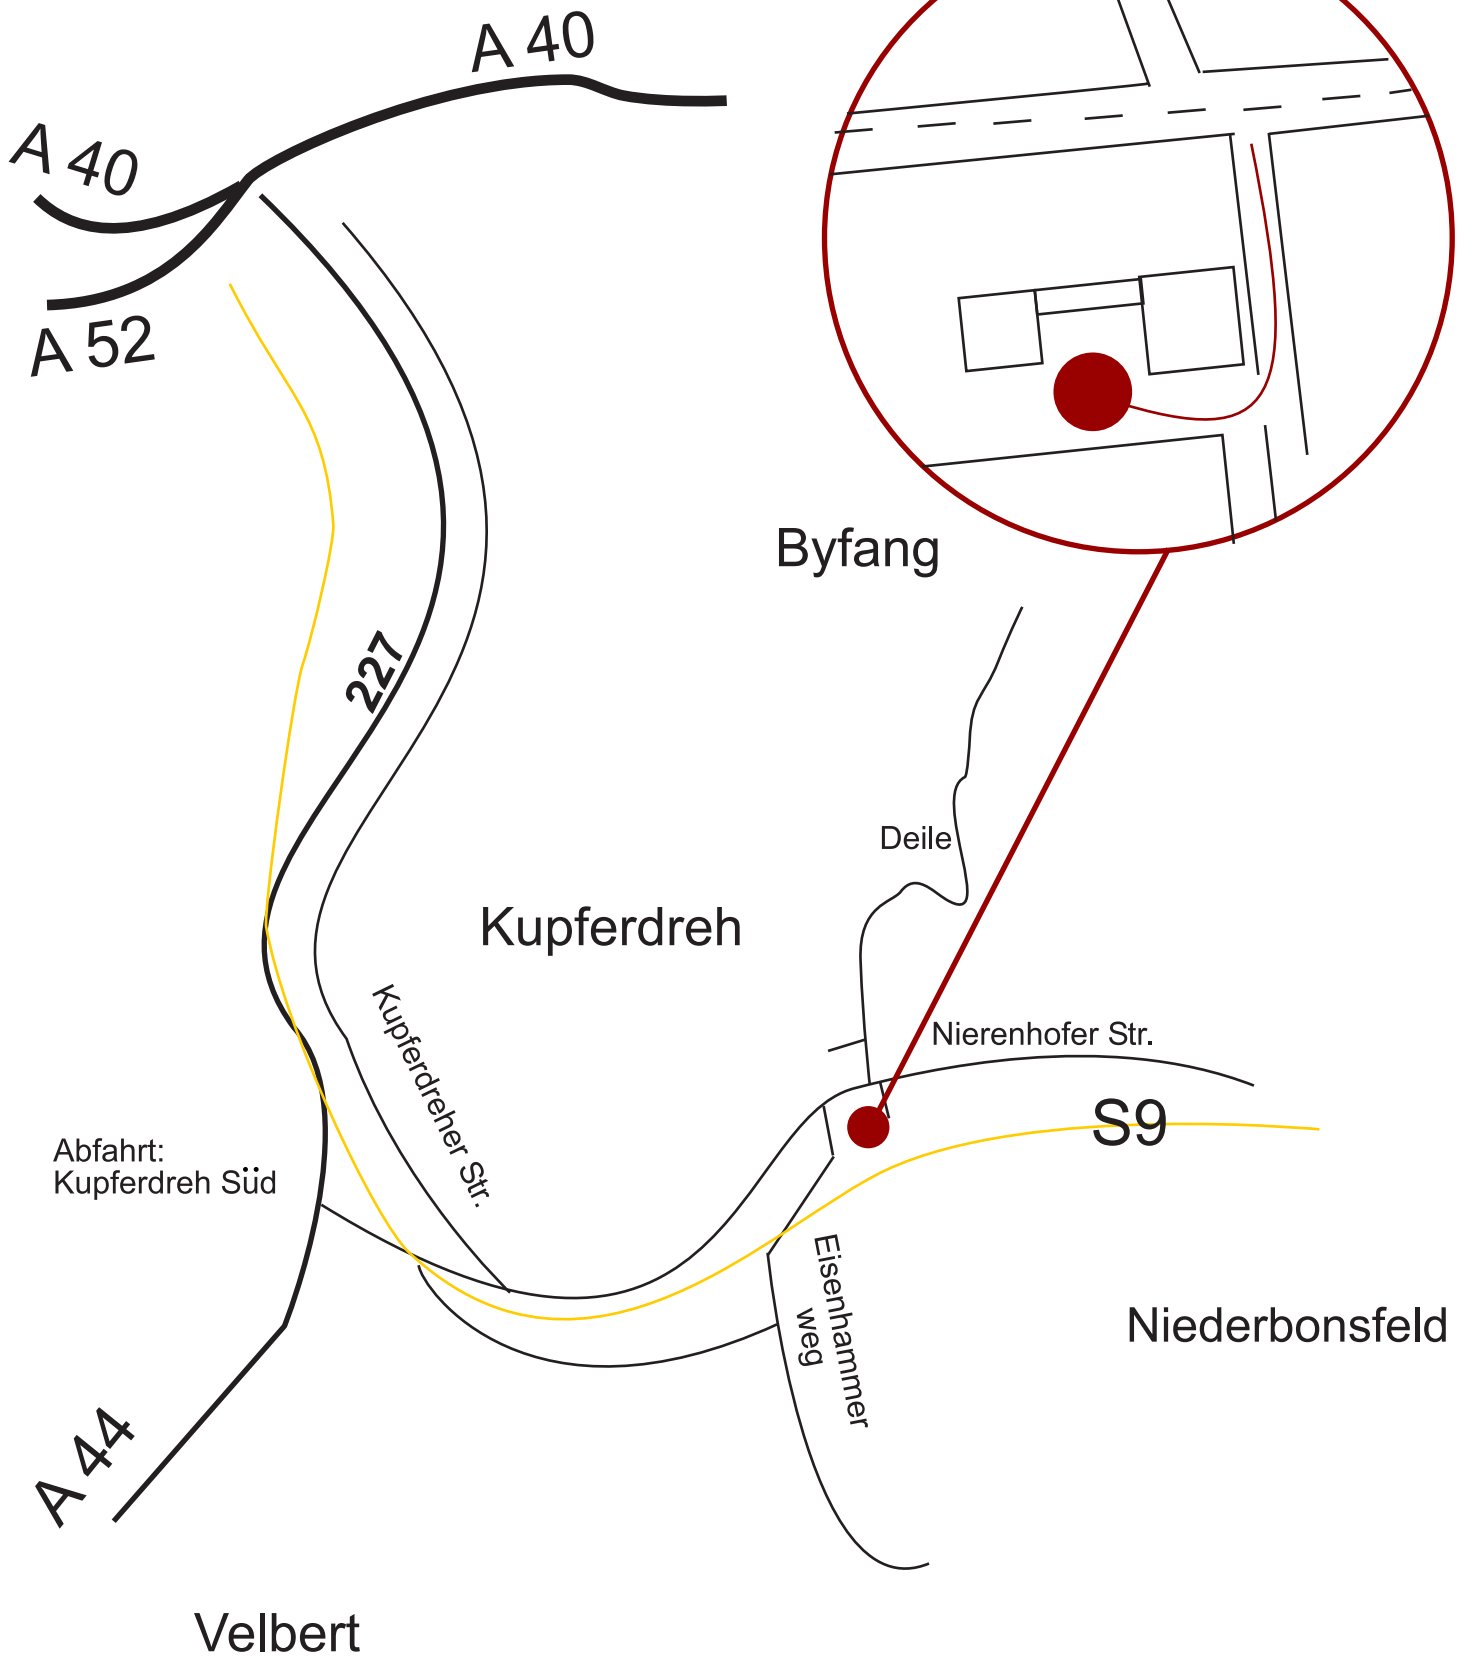 A 40
A 40
A 52
Byfang
227
Deile
Kupferdreh
Kupferdreher Str.
Nierenhofer Str.
S9
Abfahrt:
Kupferdreh Süd
Eisenhammer
weg
Niederbonsfeld
A 44
Velbert